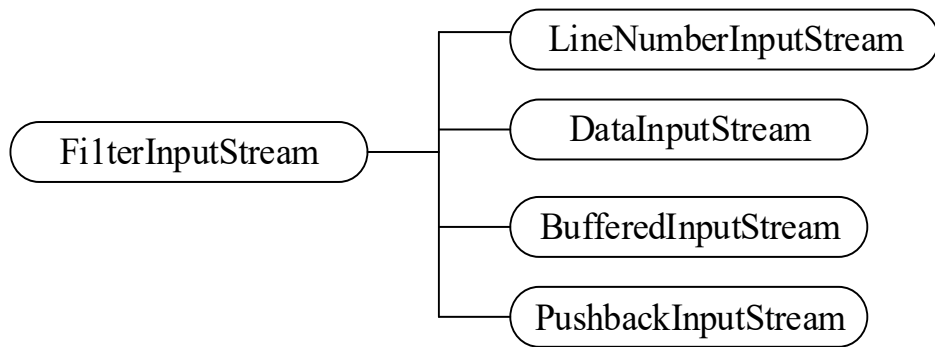 LineNumberInputStream
DataInputStream
Fi1terInputStream
BufferedInputStream
PushbackInputStream